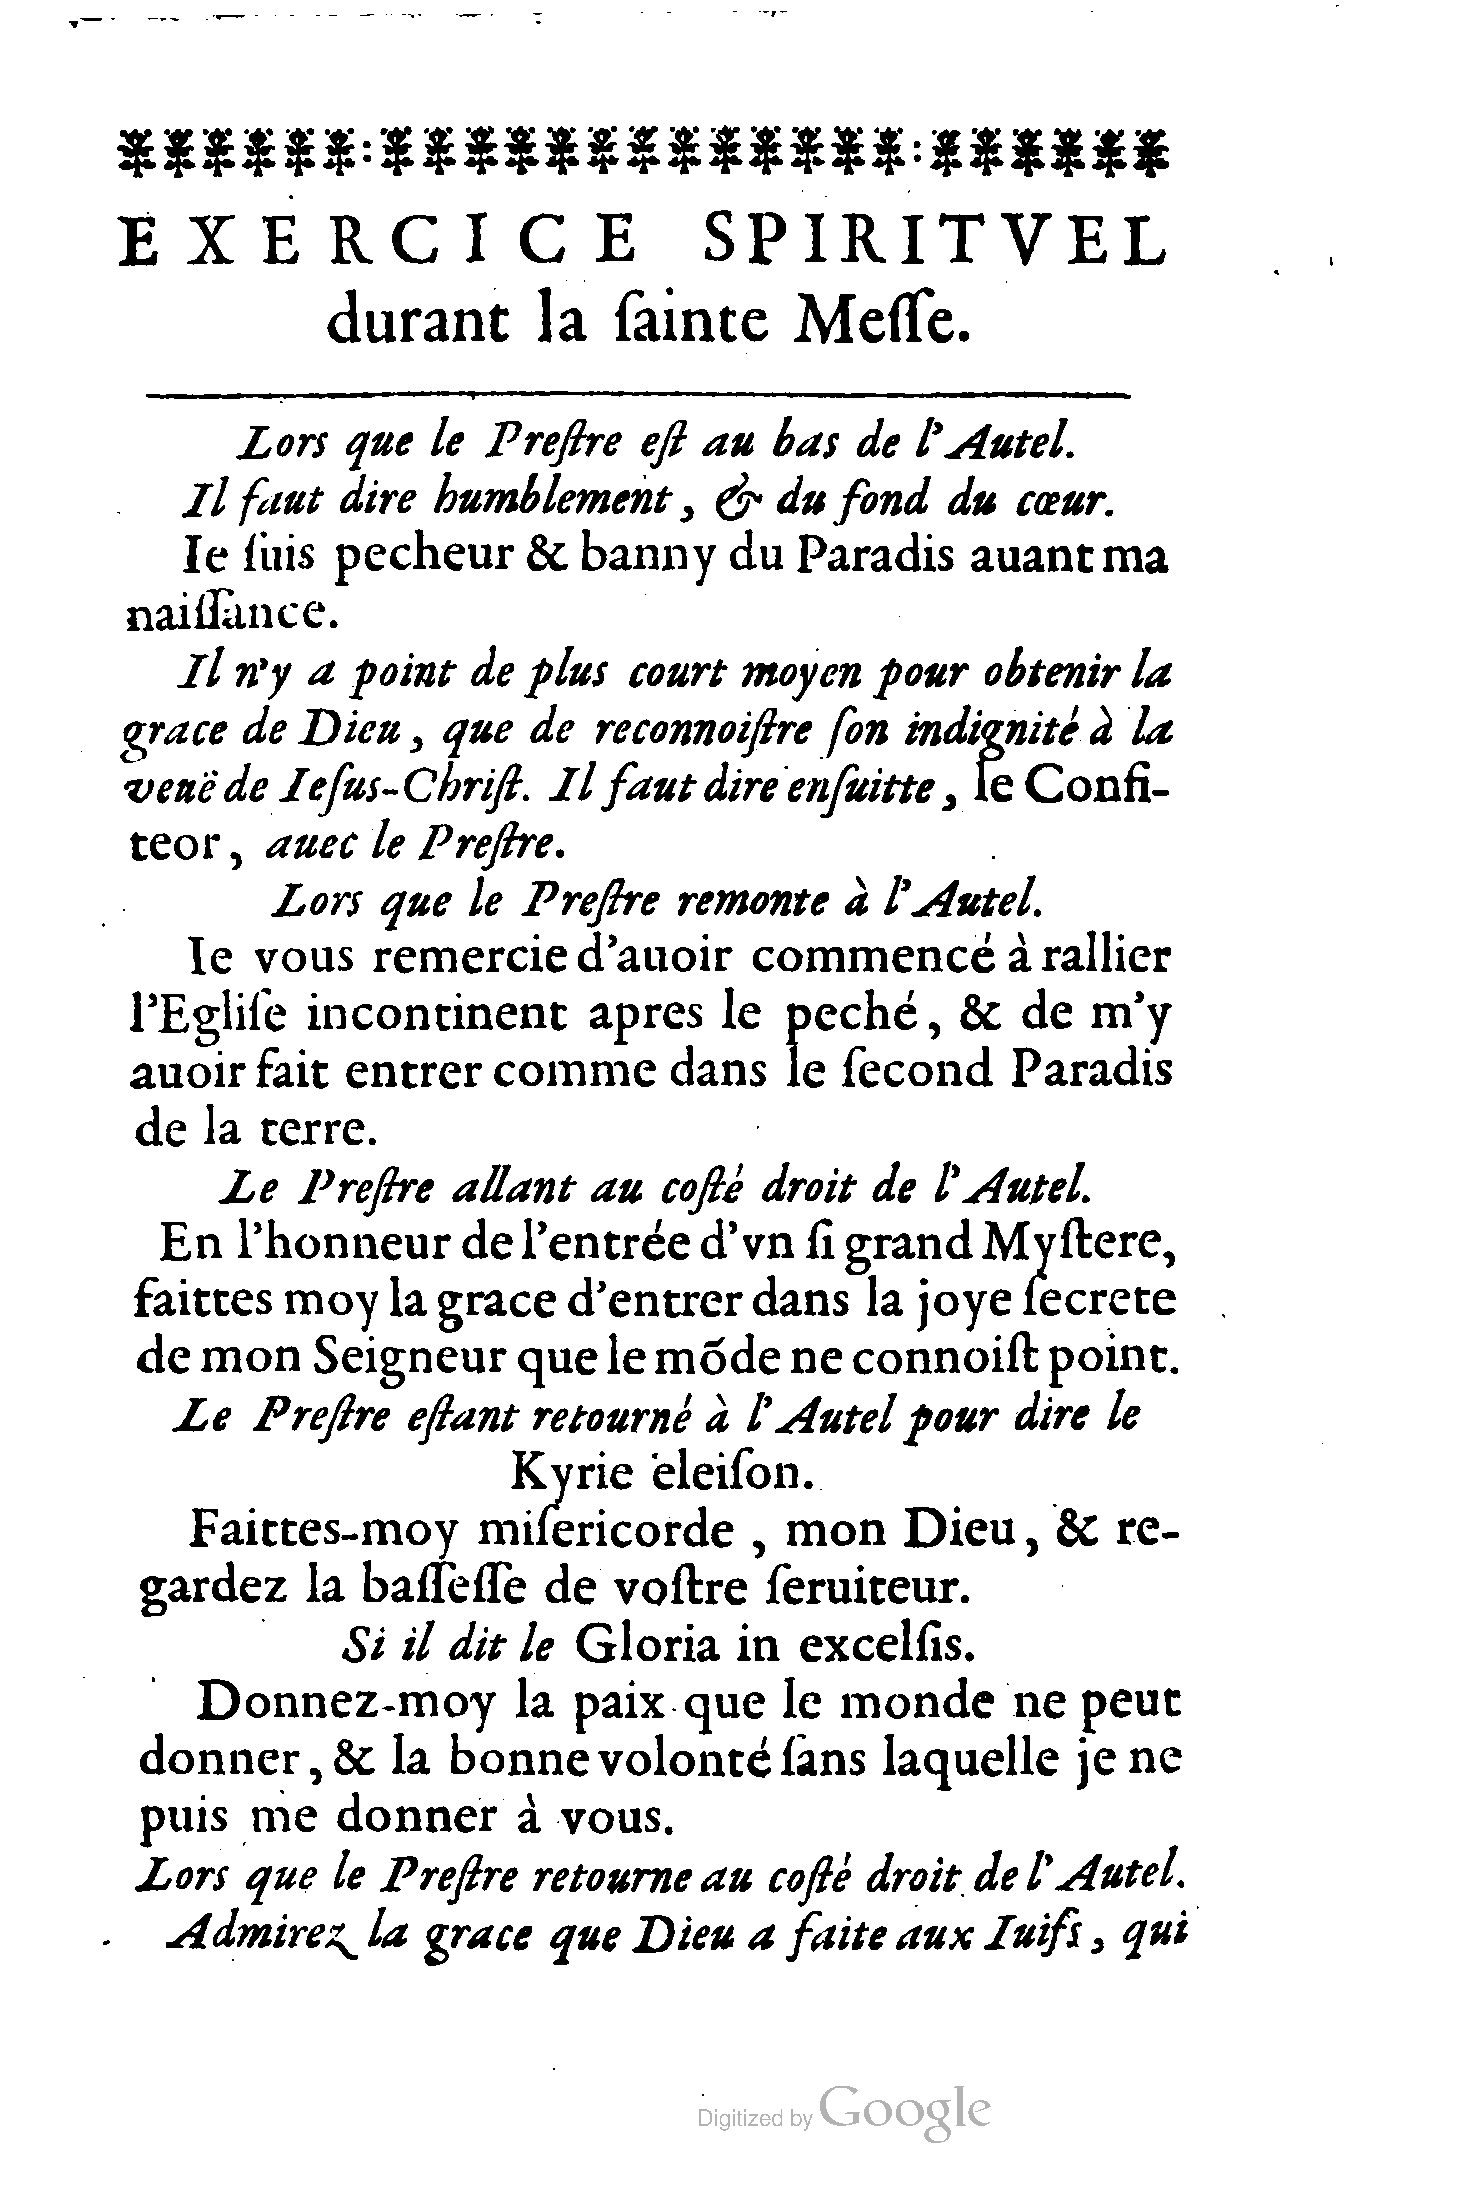 EXERCICE SPIRITVEL
durant la ſainte Meſſe.
Lors que le Preſtre eſt au bas de l'Autel.
Il faut dire humblement, & du fond du cœur.
Ie ſuis pecheur & banny du Paradis auant ma
naiſſance.
Il n'y a point de plus court moyen pour obtenir la
grace de Dieu, que de reconnoiſtre ſon indignité à la
veuë de Ieſus-Chriſt. Il faut dire enſuitte, le Confi-
teor, auec le Preſtre.
Lors que le Preſtre remonte à l'Autel.
Ie vous remercie d'auoir commencé à rallier
l'Egliſe incontinent apres le peché, & de m'y
auoir fait entrer comme dans le ſecond Paradis
de la terre.
Le Preſtre allant au coſté droit de l'Autel.
En l'honneur de l'entrée d'vn ſi grand Myſtere,
faittes moy la grace d'entrer dans la joye ſecrete
de mon Seigneur que le mõde ne connoiſt point.
Le Preſtre eſtant retourné à l'Autel pour dire le
Kyrie eleiſon.
Faittes-moy miſericorde, mon Dieu, & re-
gardez la baſſeſſe de voſtre ſeruiteur.
Si il dit le Gloria in excelſis.
Donnez-moy la paix que le monde ne peut
donner, & la bonne volonté ſans laquelle je ne
puis me donner à vous.
Lors que le Preſtre retourne au coſté droit de l'Autel.
Admirez la grace que Dieu a faite aux Iuifs, qui
Digitized by Google